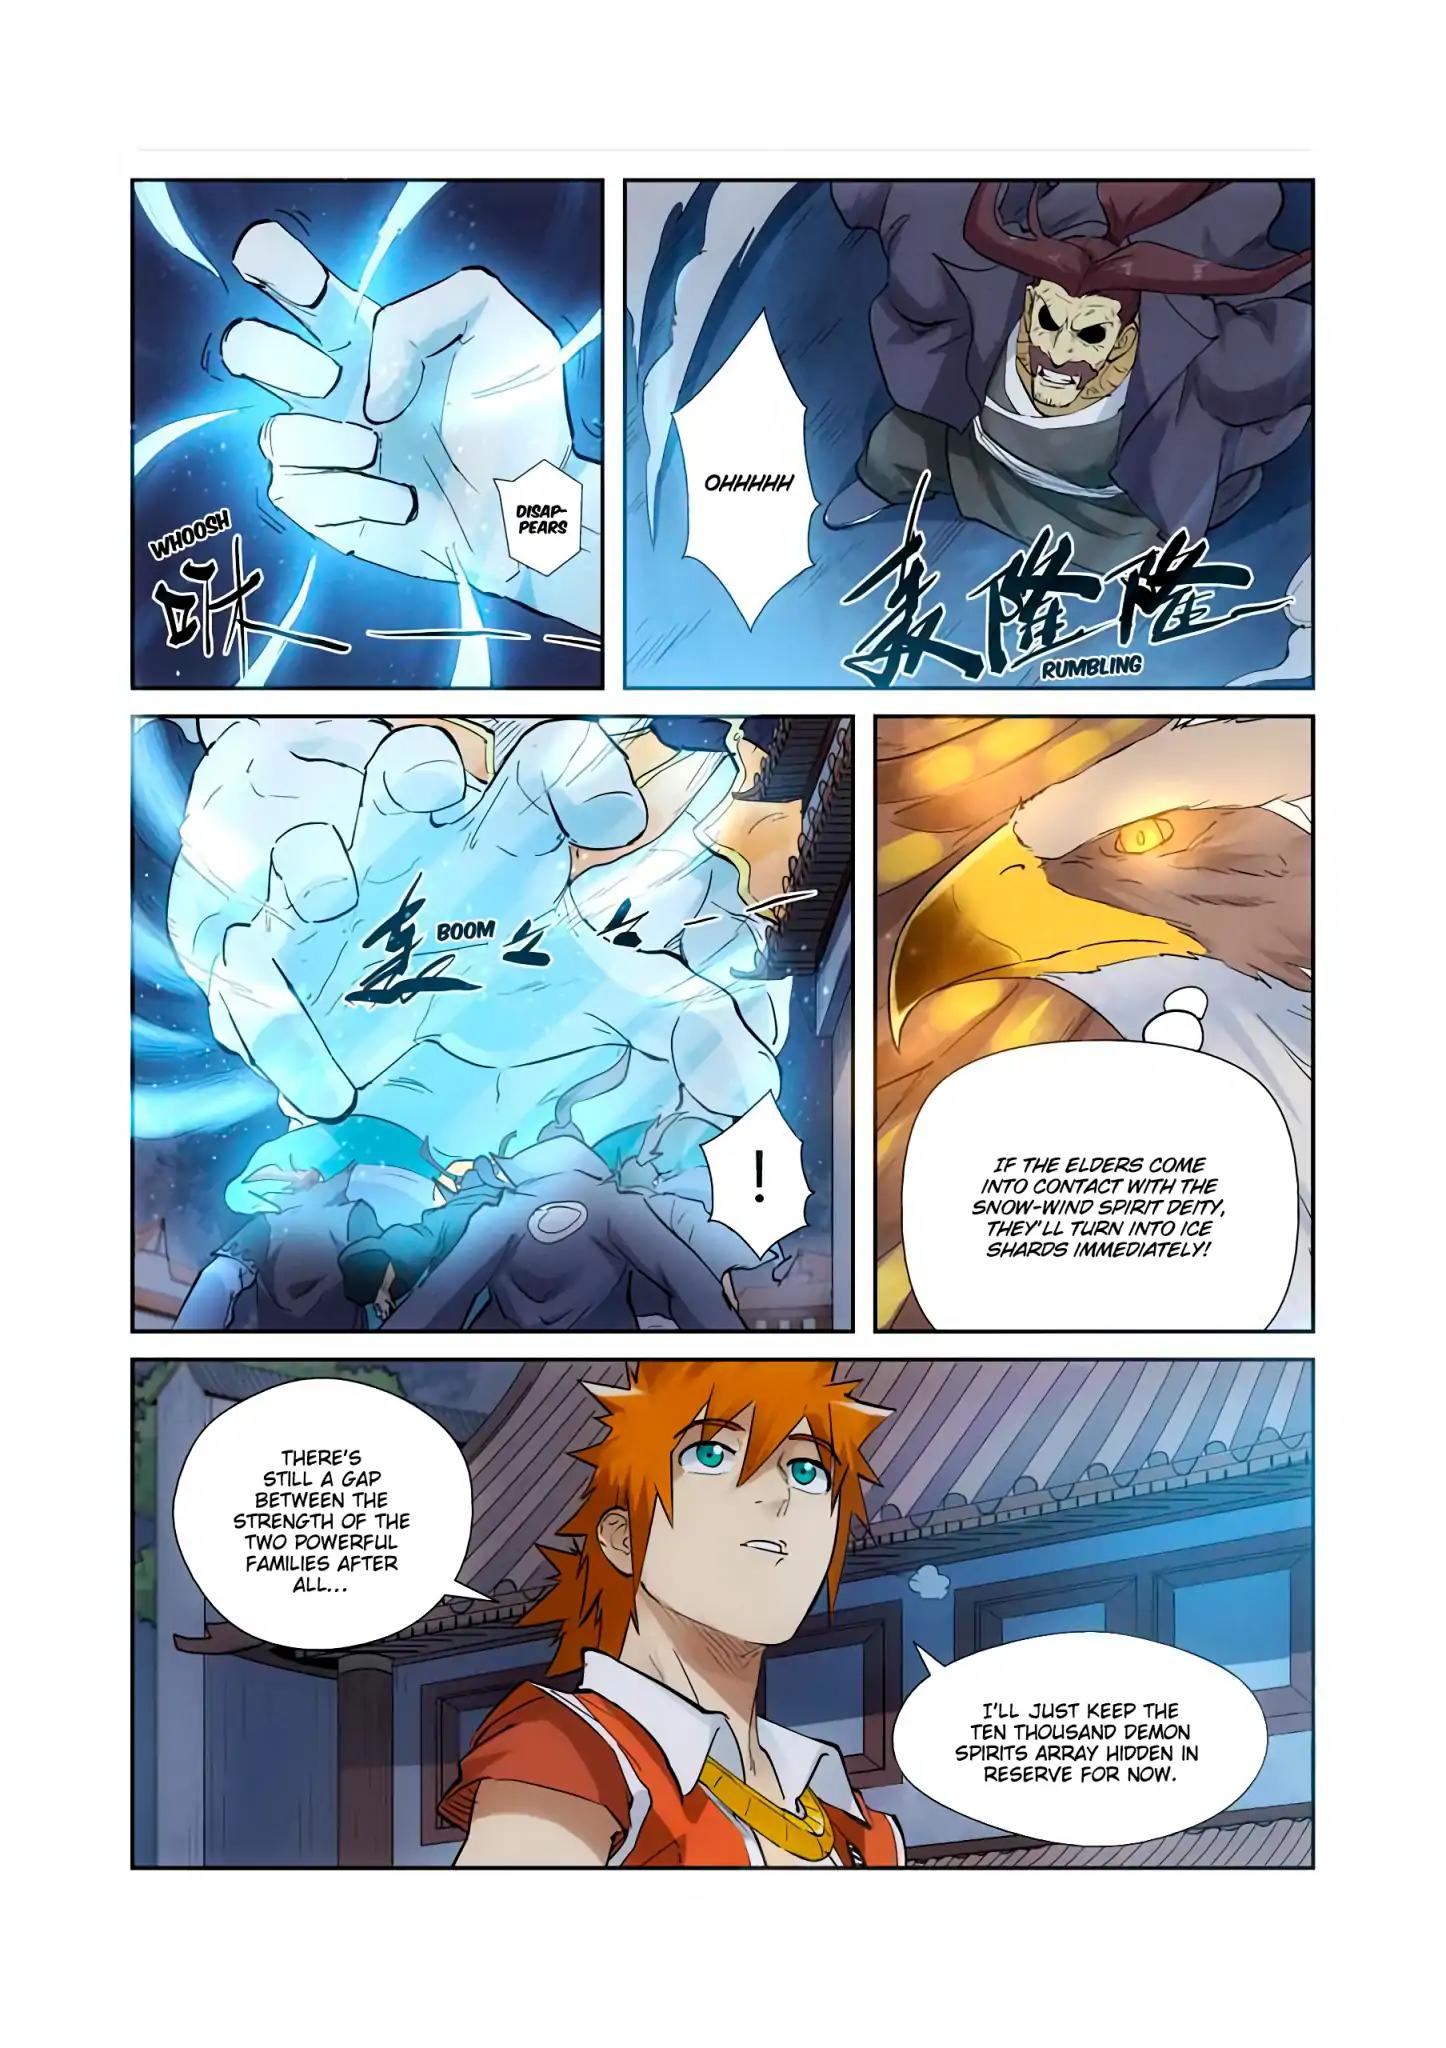 WHOOSH
咻
DISAP-
PEARS
OHHHHH
轰隆隆
RUMBLING
轰
BOOM
!
IF THE ELDERS COME
INTO CONTACT WITH THE
SNOW-WIND SPIRIT DEITY,
THEY'LL TURN INTO ICE
SHARDS IMMEDIATELY!
THERE'S
STILL A GAP
BETWEEN THE
STRENGTH OF THE
TWO POWERFUL
FAMILIES AFTER
ALL...
I'LL JUST KEEP THE
TEN THOUSAND DEMON
SPIRITS ARRAY HIDDEN IN
RESERVE FOR NOW.